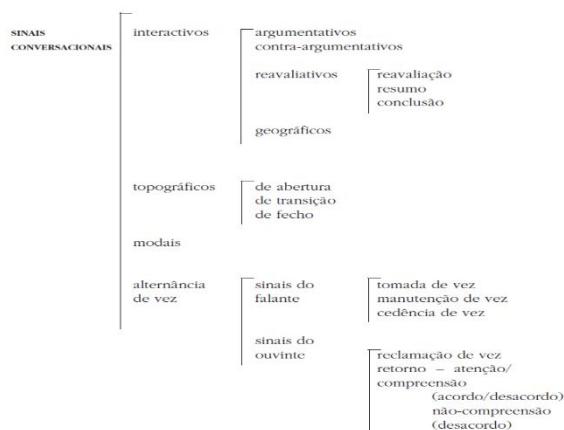 SINAIS
CONVERSACIONAIS
interactivos
argumentativos
contra-argumentativos
reavaliativos
reavaliação
resumo
conclusão
geográficos
topográficos
de abertura
de transição
de fecho
modais
alternância
de vez
sinais do
falante
tomada de vez
manutenção de vez
cedência de vez
sinais do
ouvinte
reclamação de vez
retorno – atenção/
compreensão
(acordo/desacordo)
não-compreensão
(desacordo)